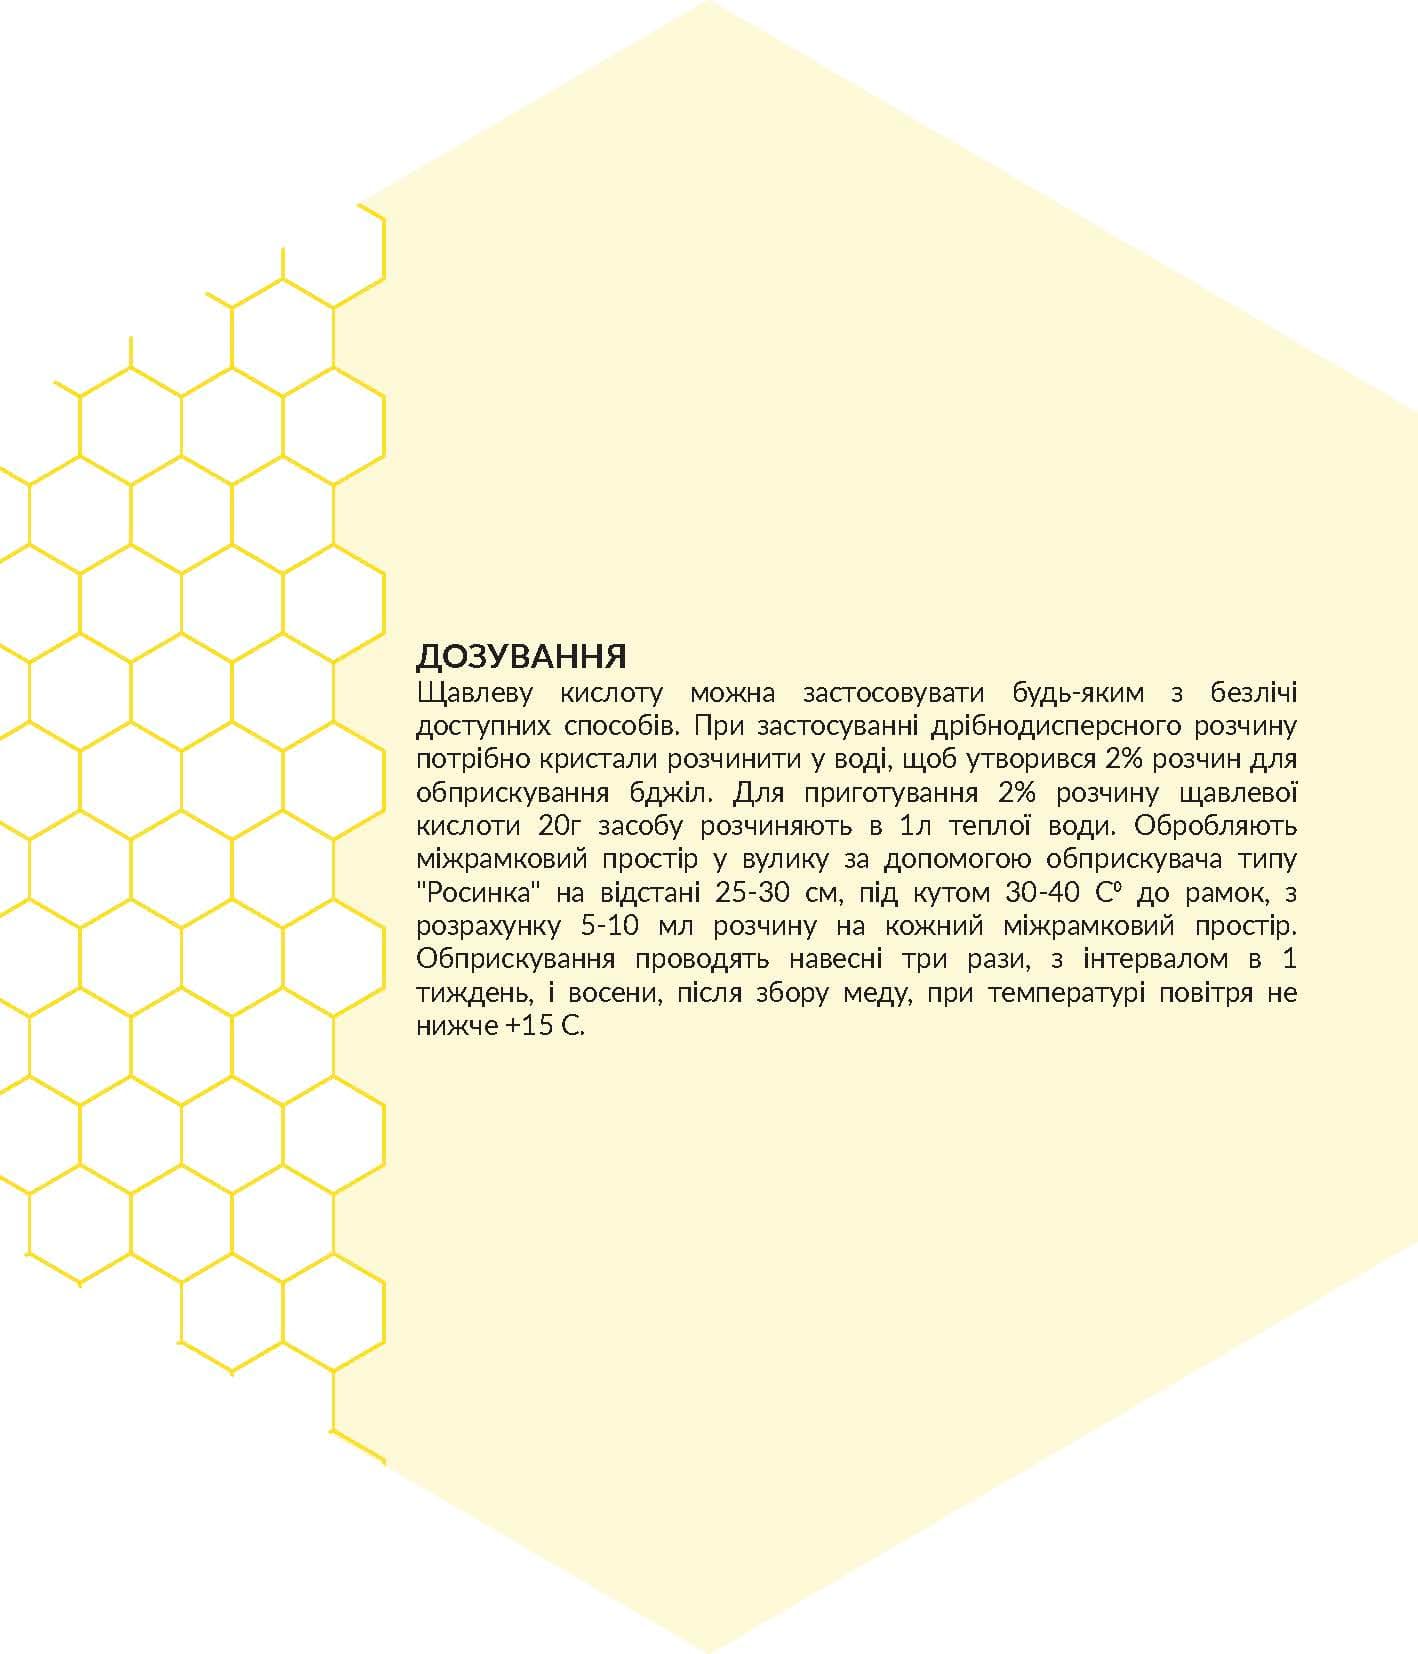 ДОЗУВАННЯ
Щавлеву кислоту можна застосовувати будь-яким з безлічі
доступних способів. При застосуванні дрібнодисперсного розчину
потрібно кристали розчинити у воді, щоб утворився 2% розчин для
обприскування бджіл. Для приготування 2% розчину щавлевої
кислоти 20г засобу розчиняють в 1л теплої води. Обробляють
міжрамковий простір у вулику за допомогою обприскувача типу
"Росинка" на відстані 25-30 см, під кутом 30-40 Сº до рамок, з
розрахунку 5-10 мл розчину на кожний міжрамковий простір.
Обприскування проводять навесні три рази, з інтервалом в 1
тиждень, і восени, після збору меду, при температурі повітря не
нижче +15 С.